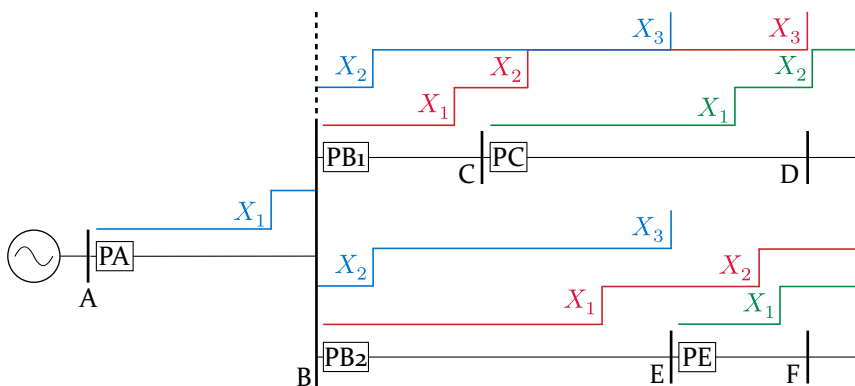 X₃ X₃
X₂ X₂ X₂
X₁ X₁
PB1 C PC D
X₁
X₃
PA X₂ X₂
A X₁ X₁
B PB2 E PE F